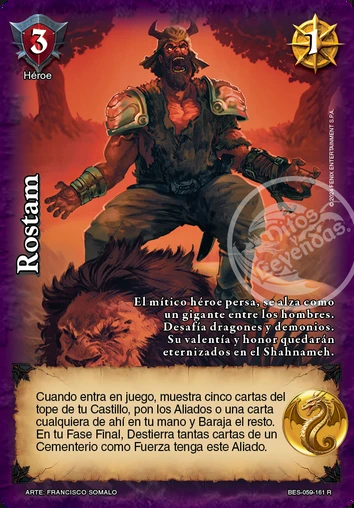 3
Héroe
1
Rostam
© 2023 FENIX ENTERTAINMENT S.P.A.
Mitos
y
Leyendas.
El mítico héroe persa, se alza como
un gigante entre los hombres.
Desafía dragones y demonios.
Su valentía y honor quedarán
eternizados en el Shahnameh.
Cuando entra en juego, muestra cinco cartas del
tope de tu Castillo, pon los Aliados o una carta
cualquiera de ahí en tu mano y Baraja el resto.
En tu Fase Final, Destierra tantas cartas de un
Cementerio como Fuerza tenga este Aliado.
ARTE: FRANCISCO SOMALO
BES-059-161 R